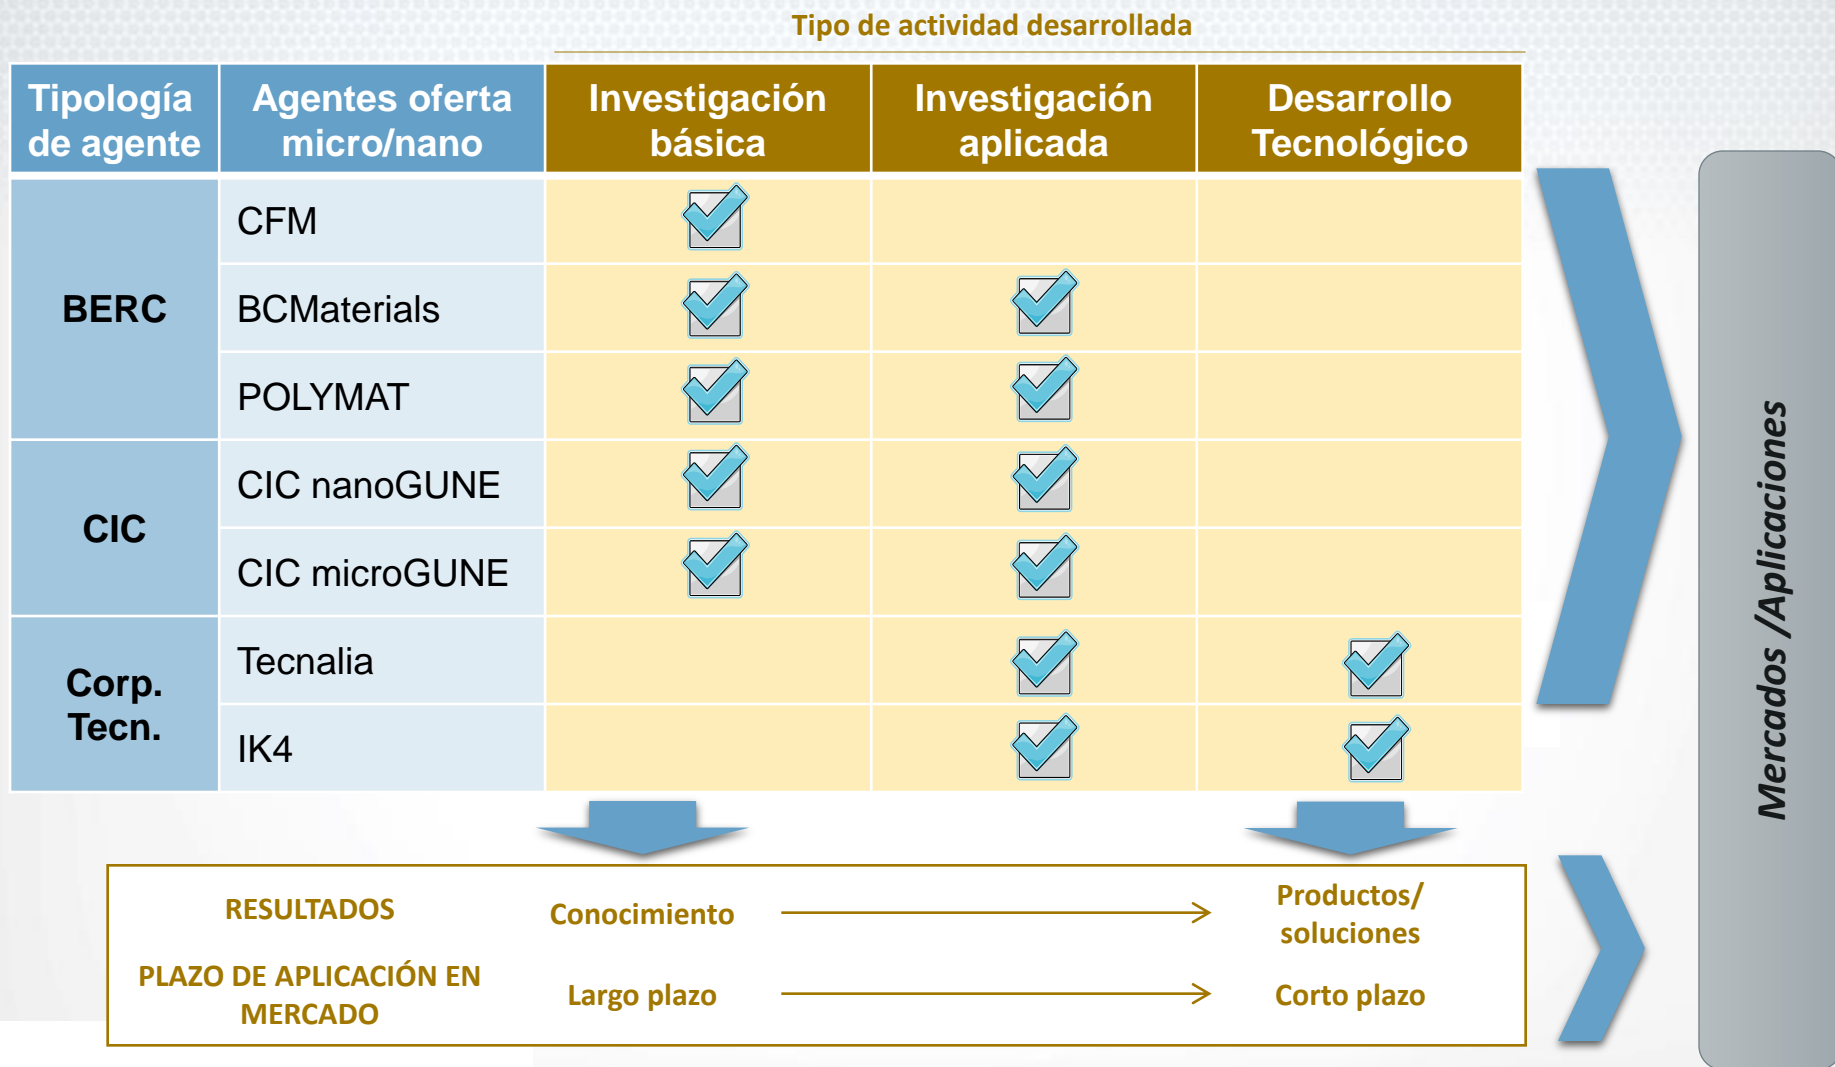 Tipo de actividad desarrollada
Tipología
de agente
Agentes oferta
micro/nano
Investigación
básica
Investigación
aplicada
Desarrollo
Tecnológico
BERC
CFM
BCMaterials
POLYMAT
CIC
CIC nanoGUNE
CIC microGUNE
Corp.
Tecn.
Tecnalia
IK4
Mercados /Aplicaciones
RESULTADOS
Conocimiento
Productos/
soluciones
PLAZO DE APLICACIÓN EN
MERCADO
Largo plazo
Corto plazo